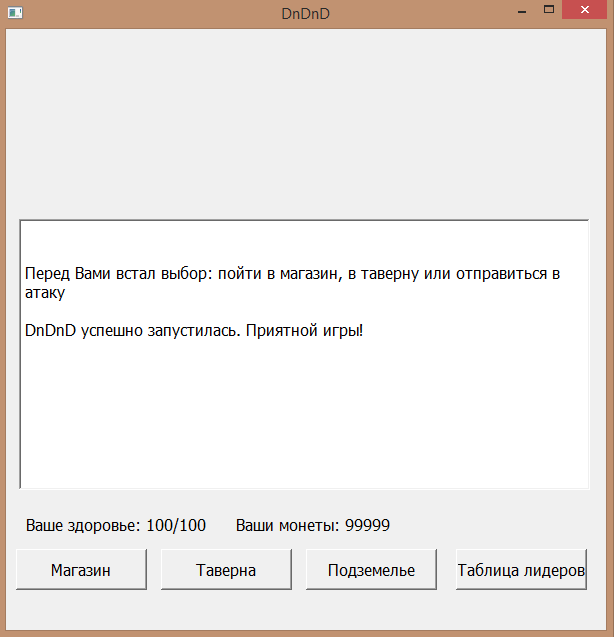 DnDnD
Перед Вами встал выбор: пойти в магазин, в таверну или отправиться в
атаку
DnDnD успешно запустилась. Приятной игры!
Ваше здоровье: 100/100 Ваши монеты: 99999
Магазин Таверна Подземелье Таблица лидеров